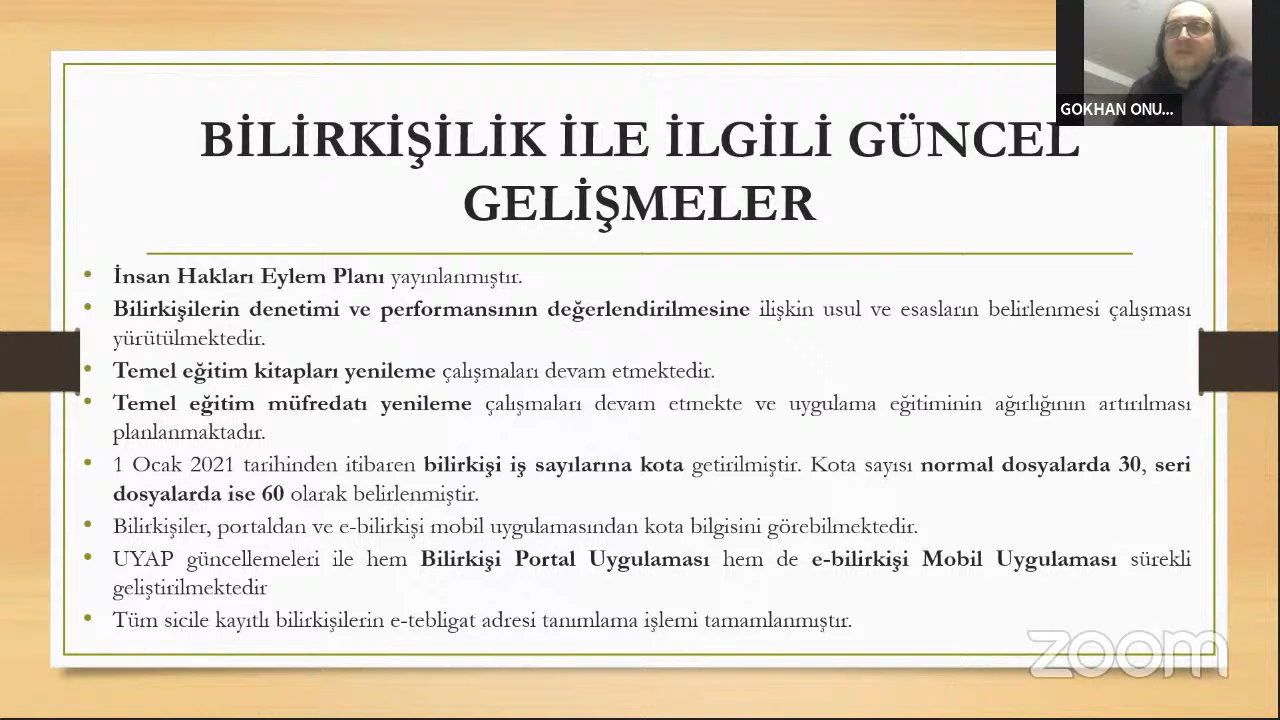 GOKHAN ONU...
BİLİRKİŞİLİK İLE İLGİLİ GÜNCEL
GELİŞMELER
• İnsan Hakları Eylem Planı yayınlanmıştır.
• Bilirkişilerin denetimi ve performansının değerlendirilmesine ilişkin usul ve esasların belirlenmesi çalışması
yürütülmektedir.
• Temel eğitim kitapları yenileme çalışmaları devam etmektedir.
• Temel eğitim müfredatı yenileme çalışmaları devam etmekte ve uygulama eğitiminin ağırlığının artırılması
planlanmaktadır.
• 1 Ocak 2021 tarihinden itibaren bilirkişi iş sayılarına kota getirilmiştir. Kota sayısı normal dosyalarda 30, seri
dosyalarda ise 60 olarak belirlenmiştir.
• Bilirkişiler, portaldan ve e-bilirkişi mobil uygulamasından kota bilgisini görebilmektedir.
• UYAP güncellemeleri ile hem Bilirkişi Portal Uygulaması hem de e-bilirkişi Mobil Uygulaması sürekli
geliştirilmektedir
• Tüm sicile kayıtlı bilirkişilerin e-tebligat adresi tanımlama işlemi tamamlanmıştır.
zoom